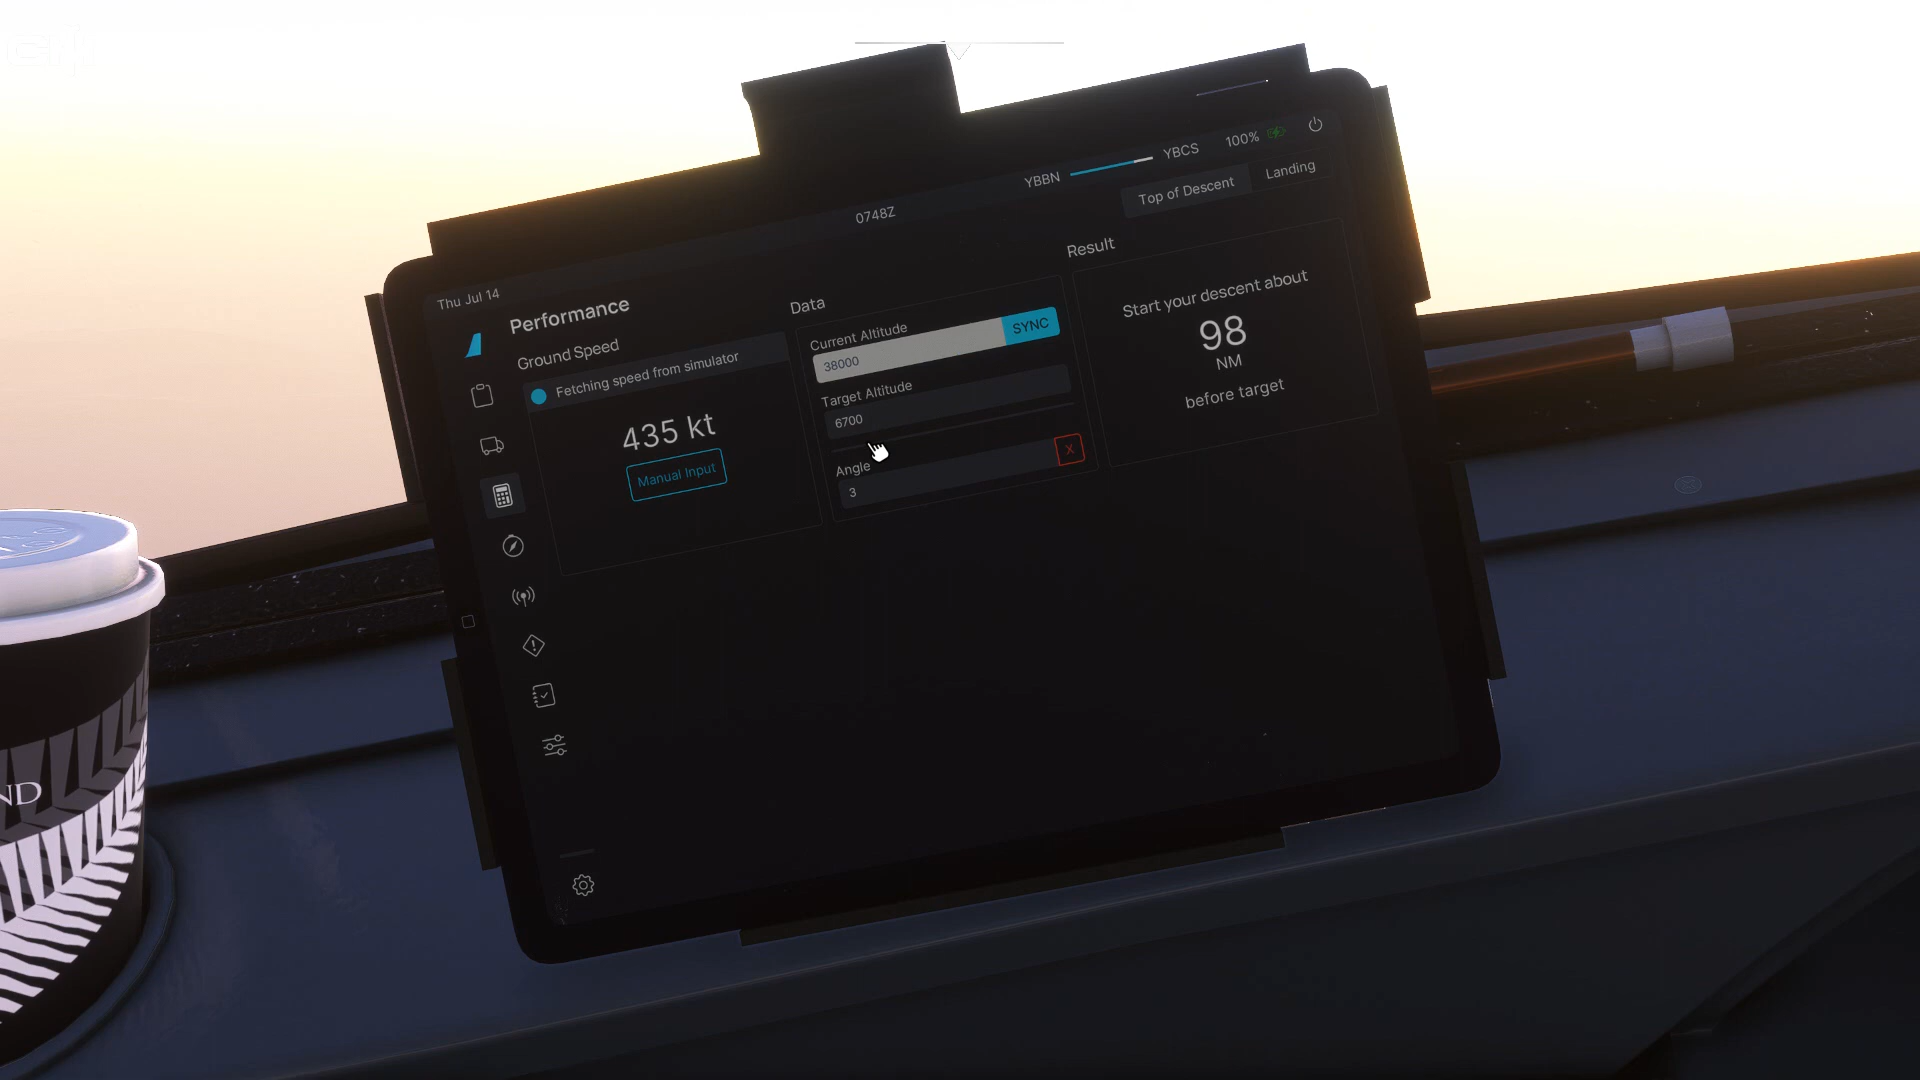 Thu Jul 14
0748Z
YBBN
YBCS
100%
Performance
Top of Descent
Landing
Ground Speed
Fetching speed from simulator
435 kt
Manual Input
Data
Current Altitude
38000
SYNC
Target Altitude
6700
Angle
3
X
Result
Start your descent about
98
NM
before target
ND